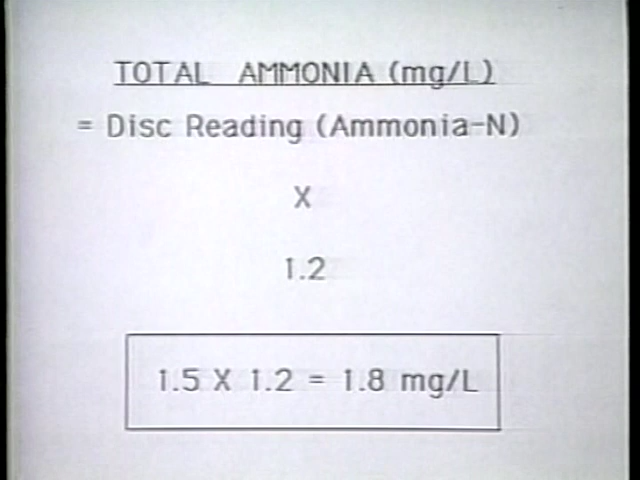 TOTAL AMMONIA (mg/L)
= Disc Reading (Ammonia-N)
X
1.2
1.5 X 1.2 = 1.8 mg/L